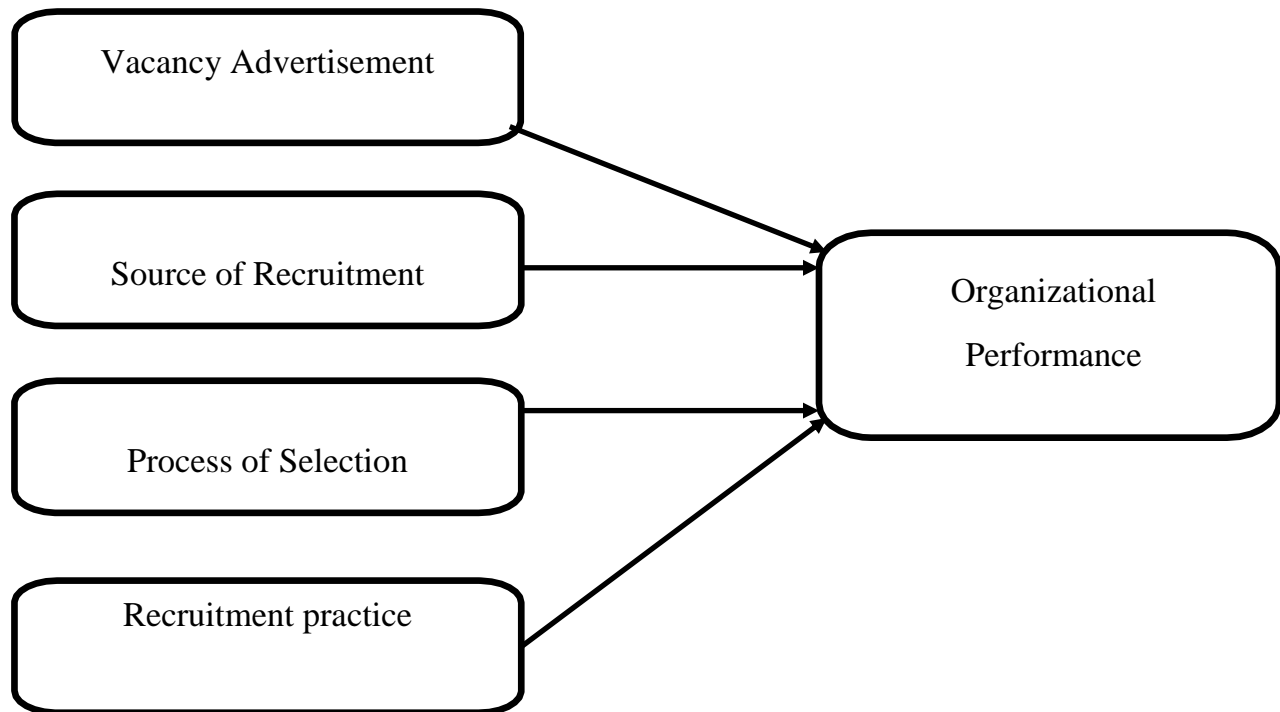 Vacancy Advertisement
Source of Recruitment
Process of Selection
Recruitment practice
Organizational
Performance